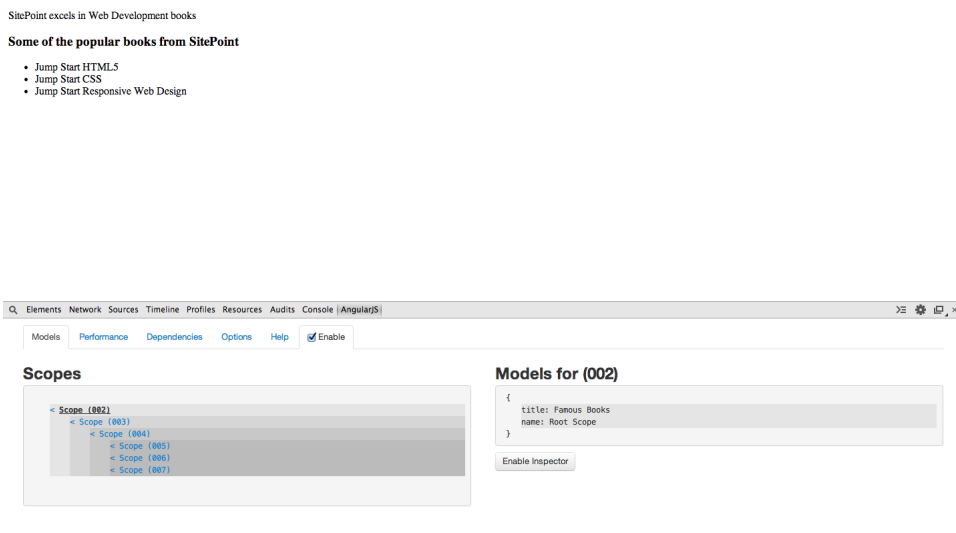 SitePoint excels in Web Development books
Some of the popular books from SitePoint
• Jump Start HTML5
• Jump Start CSS
• Jump Start Responsive Web Design
Elements Network Sources Timeline Profiles Resources Audits Console AngularJS
Models Performance Dependencies Options Help Enable
Scopes
< Scope (002)
< Scope (003)
< Scope (004)
< Scope (005)
< Scope (006)
< Scope (007)
Models for (002)
{
title: Famous Books
name: Root Scope
}
Enable Inspector